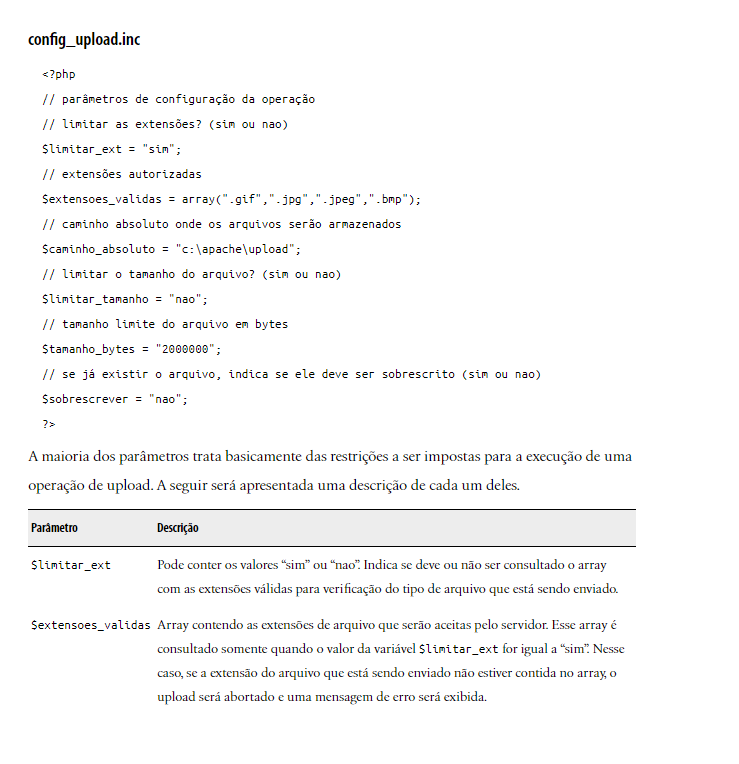 config_upload.inc
<?php
// parâmetros de configuração da operação
// limitar as extensões? (sim ou nao)
$limitar_ext = "sim";
// extensões autorizadas
$extensoes_validas = array(".gif",".jpg",".jpeg",".bmp");
// caminho absoluto onde os arquivos serão armazenados
$caminho_absoluto = "c:\apache\upload";
// limitar o tamanho do arquivo? (sim ou nao)
$limitar_tamanho = "nao";
// tamanho limite do arquivo em bytes
$tamanho_bytes = "2000000";
// se já existir o arquivo, indica se ele deve ser sobrescrito (sim ou nao)
$sobrescrever = "nao";
?>
A maioria dos parâmetros trata basicamente das restrições a ser impostas para a execução de uma
operação de upload. A seguir será apresentada uma descrição de cada um deles.
Parâmetro Descrição
$limitar_ext Pode conter os valores “sim” ou “nao”. Indica se deve ou não ser consultado o array
com as extensões válidas para verificação do tipo de arquivo que está sendo enviado.
$extensoes_validas Array contendo as extensões de arquivo que serão aceitas pelo servidor. Esse array é
consultado somente quando o valor da variável $limitar_ext for igual a “sim”. Nesse
caso, se a extensão do arquivo que está sendo enviado não estiver contida no array, o
upload será abortado e uma mensagem de erro será exibida.